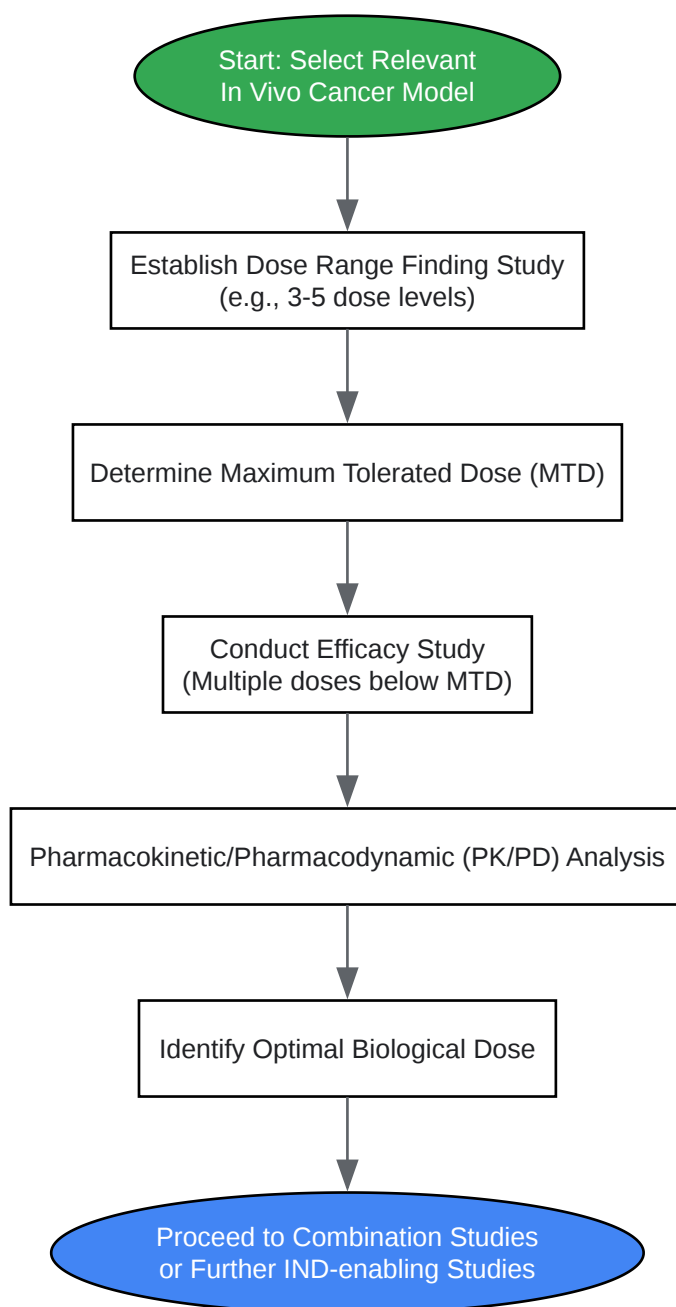 Start: Select Relevant
In Vivo Cancer Model
Establish Dose Range Finding Study
(e.g., 3-5 dose levels)
Determine Maximum Tolerated Dose (MTD)
Conduct Efficacy Study
(Multiple doses below MTD)
Pharmacokinetic/Pharmacodynamic (PK/PD) Analysis
Identify Optimal Biological Dose
Proceed to Combination Studies
or Further IND-enabling Studies